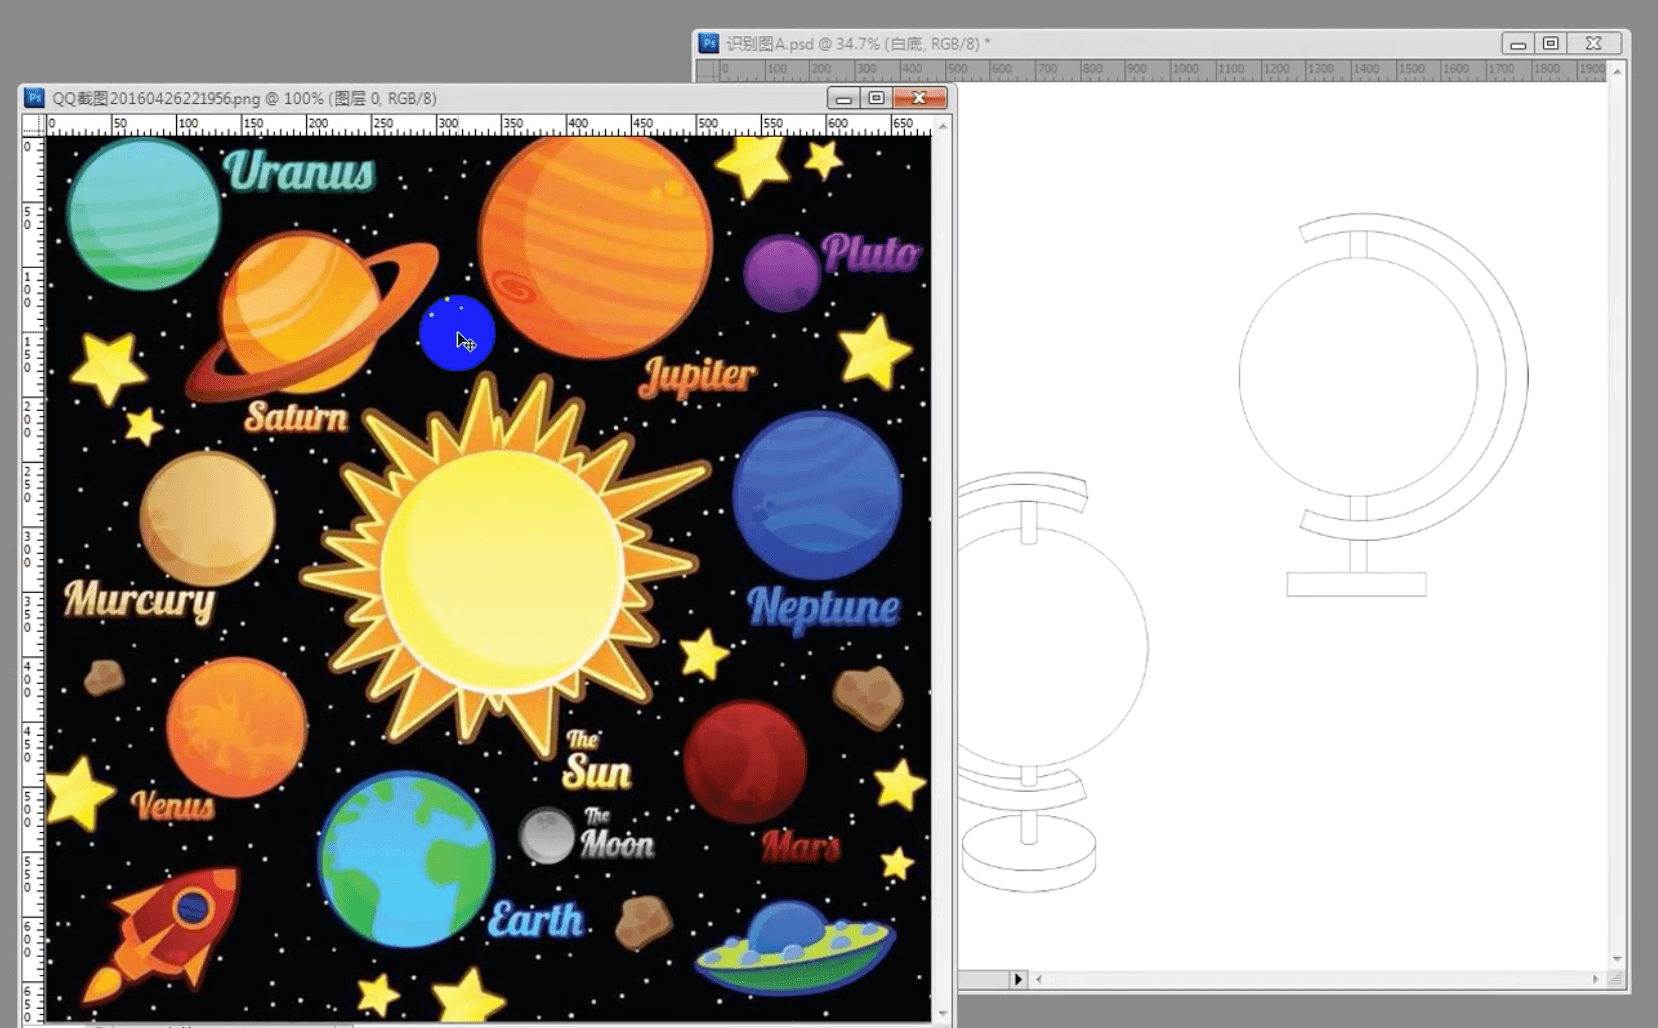 识别图A.psd @ 34.7% (白底, RGB/8) *
0 100 200 300 400 500 600 700 800 900 1000 1100 1200 1300 1400 1500 1600 1700 1800 1900
QQ截图20160426221956.png @ 100% (图层 0, RGB/8)
0 50 100 150 200 250 300 350 400 450 500 550 600 650
0
50
100
150
200
250
300
350
400
450
500
550
600
650
Uranus
Pluto
Jupiter
Saturn
Murcury
Neptune
The
Sun
Venus
The
Moon
Mars
Earth